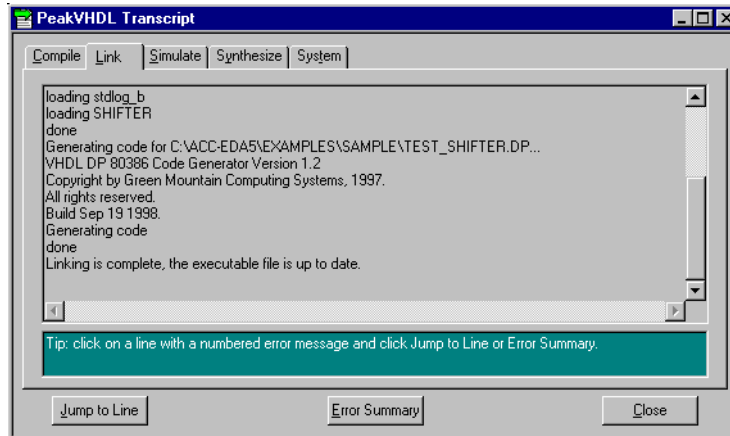 PeakVHDL Transcript
Compile Link Simulate Synthesize System
loading stdlog_b
loading SHIFTER
done
Generating code for C:\ACC-EDA5\EXAMPLES\SAMPLE\TEST_SHIFTER.DP...
VHDL DP 80386 Code Generator Version 1.2
Copyright by Green Mountain Computing Systems, 1997.
All rights reserved.
Build Sep 19 1998.
Generating code
done
Linking is complete, the executable file is up to date.
Tip: click on a line with a numbered error message and click Jump to Line or Error Summary.
Jump to Line Error Summary Close